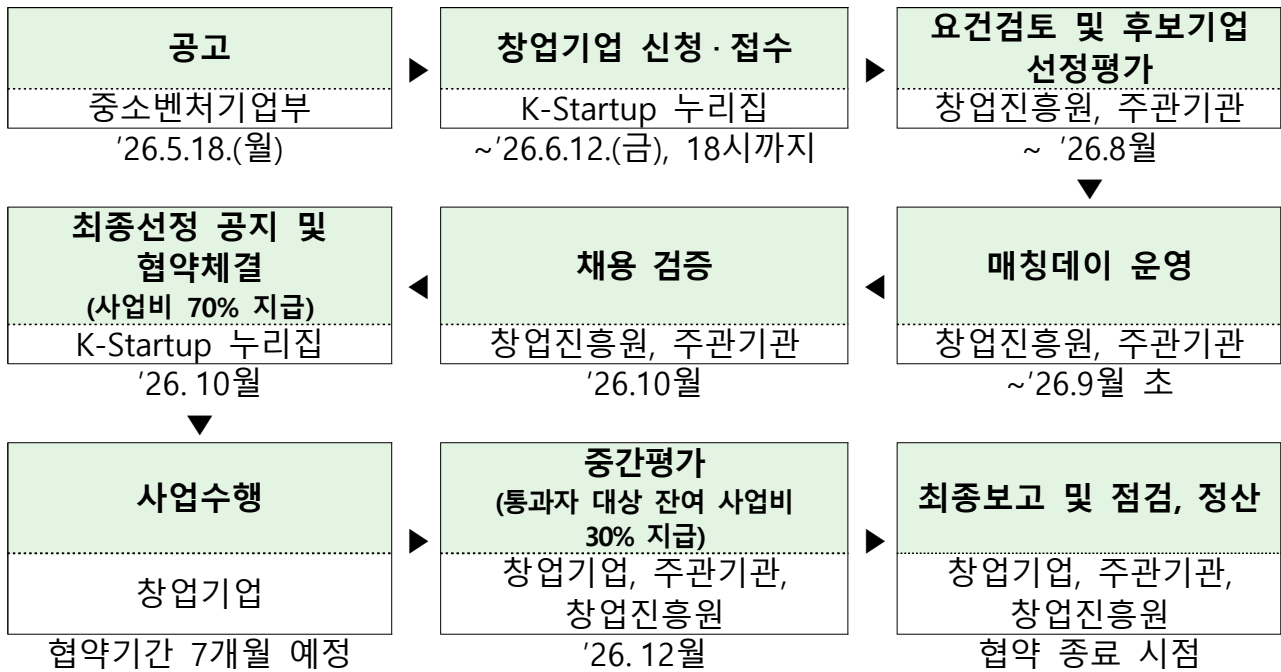 공고
중소벤처기업부
’26.5.18.(월)
▶
창업기업 신청·접수
K-Startup 누리집
~’26.6.12.(금), 18시까지
▶
요건검토 및 후보기업
선정평가
창업진흥원, 주관기관
~ ’26.8월
▼
매칭데이 운영
창업진흥원, 주관기관
~’26.9월 초
◀
채용 검증
창업진흥원, 주관기관
’26.10월
◀
최종선정 공지 및
협약체결
(사업비 70% 지급)
K-Startup 누리집
’26. 10월
▼
사업수행
창업기업
협약기간 7개월 예정
▶
중간평가
(통과자 대상 잔여 사업비
30% 지급)
창업기업, 주관기관,
창업진흥원
’26. 12월
▶
최종보고 및 점검, 정산
창업기업, 주관기관,
창업진흥원
협약 종료 시점